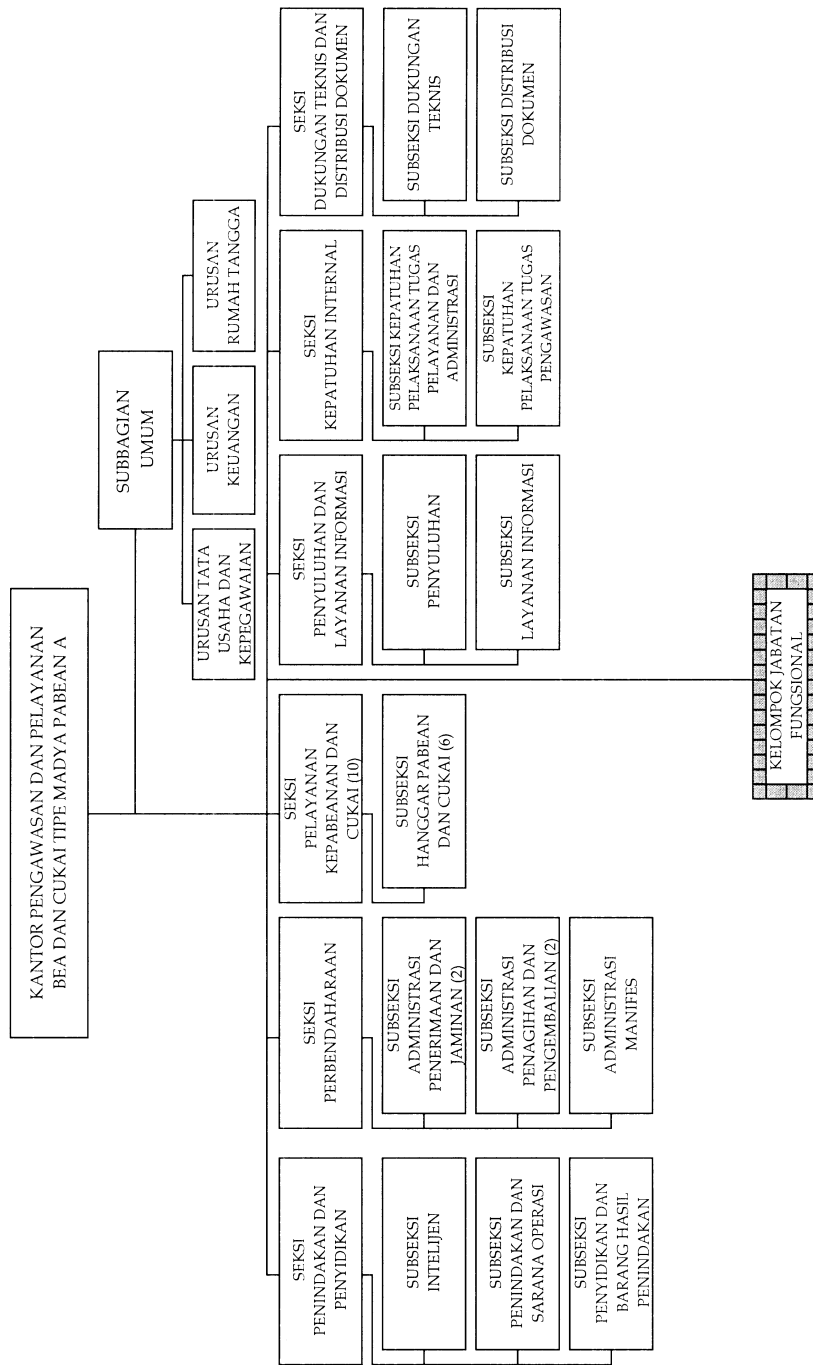 KANTOR PENGAWASAN DAN PELAYANAN
BEA DAN CUKAI TIPE MADYA PABEAN A
SUBBAGIAN
UMUM
URUSAN TATA
USAHA DAN
KEPEGAWAIAN
URUSAN
KEUANGAN
URUSAN
RUMAH TANGGA
SEKSI
PENINDAKAN DAN
PENYIDIKAN
SUBSEKSI
INTELIJEN
SUBSEKSI
PENINDAKAN DAN
SARANA OPERASI
SUBSEKSI
PENYIDIKAN DAN
BARANG HASIL
PENINDAKAN
SEKSI
PERBENDAHARAAN
SUBSEKSI
ADMINISTRASI
PENERIMAAN DAN
JAMINAN (2)
SUBSEKSI
ADMINISTRASI
PENAGIHAN DAN
PENGEMBALIAN (2)
SUBSEKSI
ADMINISTRASI
MANIFES
SEKSI
PELAYANAN
KEPABEANAN DAN
CUKAI (10)
SUBSEKSI
HANGGAR PABEAN
DAN CUKAI (6)
SEKSI
PENYULUHAN DAN
LAYANAN INFORMASI
SUBSEKSI
PENYULUHAN
SUBSEKSI
LAYANAN INFORMASI
SEKSI
KEPATUHAN INTERNAL
SUBSEKSI KEPATUHAN
PELAKSANAAN TUGAS
PELAYANAN DAN
ADMINISTRASI
SUBSEKSI
KEPATUHAN
PELAKSANAAN TUGAS
PENGAWASAN
SEKSI
DUKUNGAN TEKNIS DAN
DISTRIBUSI DOKUMEN
SUBSEKSI DUKUNGAN
TEKNIS
SUBSEKSI DISTRIBUSI
DOKUMEN
KELOMPOK JABATAN
FUNGSIONAL